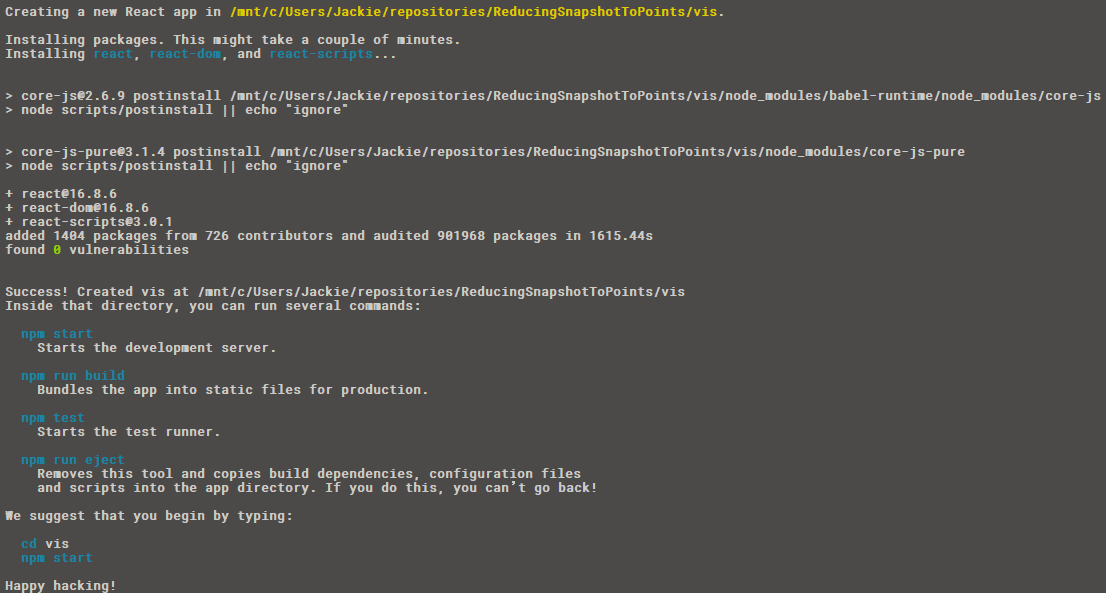 Creating a new React app in /mnt/c/Users/Jackie/repositories/ReducingSnapshotToPoints/vis.
Installing packages. This might take a couple of minutes.
Installing react, react-dom, and react-scripts...
> core-js@2.6.9 postinstall /mnt/c/Users/Jackie/repositories/ReducingSnapshotToPoints/vis/node_modules/babel-runtime/node_modules/core-js
> node scripts/postinstall || echo "ignore"
> core-js-pure@3.1.4 postinstall /mnt/c/Users/Jackie/repositories/ReducingSnapshotToPoints/vis/node_modules/core-js-pure
> node scripts/postinstall || echo "ignore"
+ react@16.8.6
+ react-dom@16.8.6
+ react-scripts@3.0.1
added 1404 packages from 726 contributors and audited 901968 packages in 1615.44s
found 0 vulnerabilities
Success! Created vis at /mnt/c/Users/Jackie/repositories/ReducingSnapshotToPoints/vis
Inside that directory, you can run several commands:
npm start
Starts the development server.
npm run build
Bundles the app into static files for production.
npm test
Starts the test runner.
npm run eject
Removes this tool and copies build dependencies, configuration files
and scripts into the app directory. If you do this, you can’t go back!
We suggest that you begin by typing:
cd vis
npm start
Happy hacking!